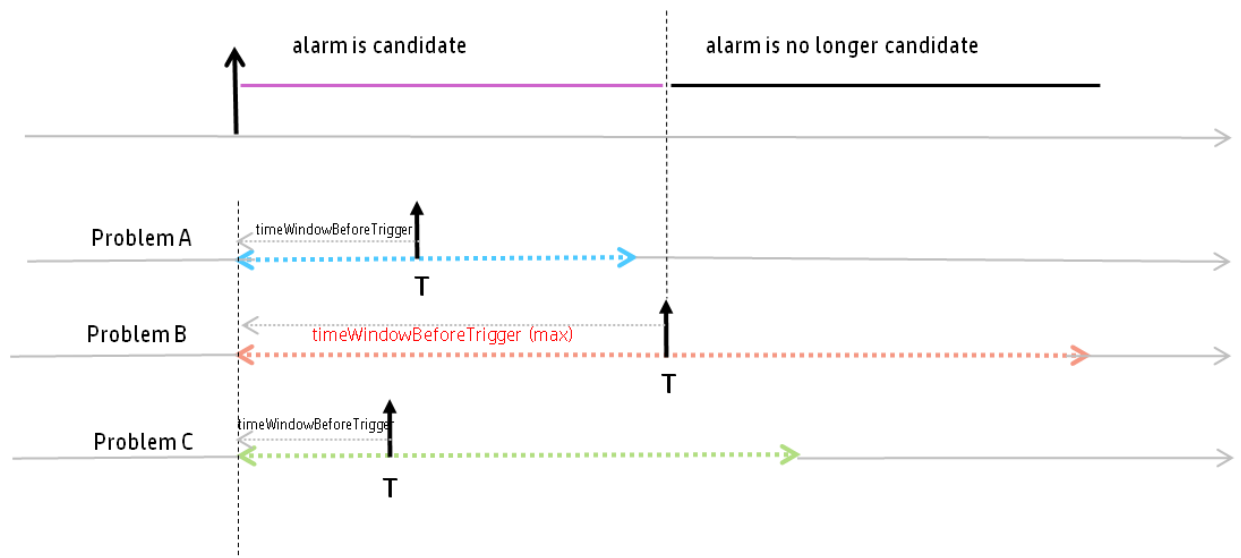 alarm is candidate
alarm is no longer candidate
timeWindowBeforeTrigger
Problem A
T
Problem B
timeWindowBeforeTrigger (max)
T
timeWindowBeforeTrigger
Problem C
T